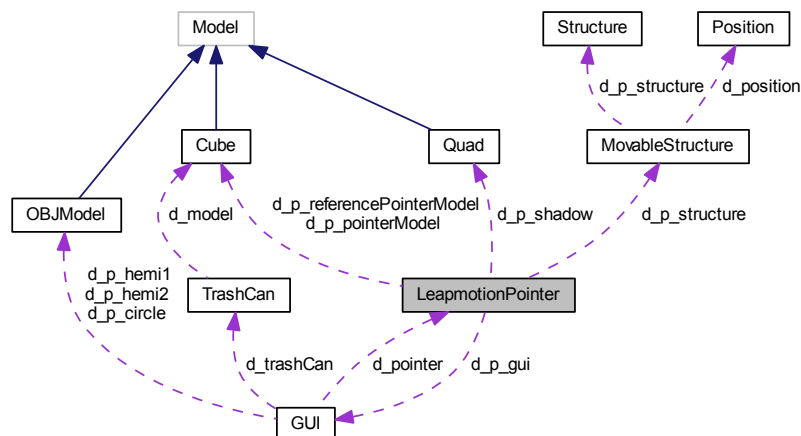 Model
Structure
Position
d_p_structure
d_position
Cube
Quad
MovableStructure
OBJModel
d_model
d_p_referencePointerModel
d_p_pointerModel
d_p_shadow
d_p_structure
d_p_hemi1
d_p_hemi2
d_p_circle
TrashCan
LeapmotionPointer
d_trashCan
d_pointer
d_p_gui
GUI